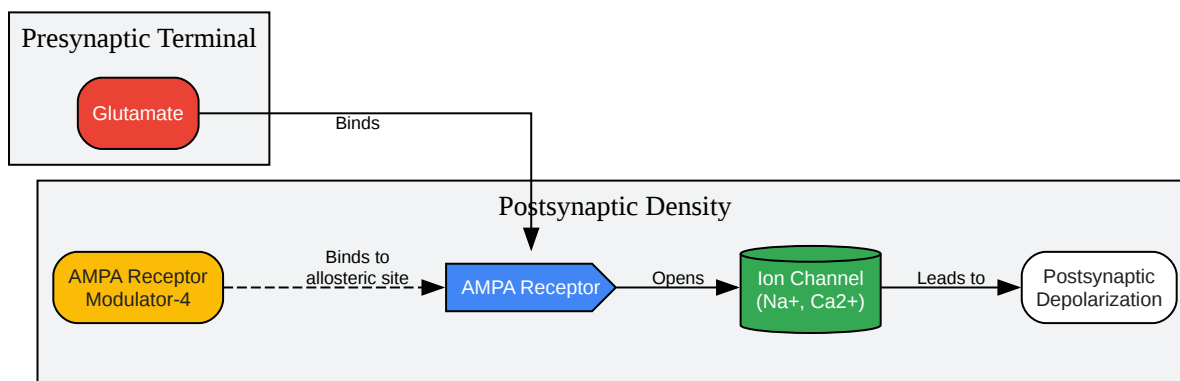 Presynaptic Terminal
Glutamate
Binds
Postsynaptic Density
AMPA Receptor
Modulator-4
Binds to
allosteric site
AMPA Receptor
Opens
Ion Channel
(Na+, Ca2+)
Leads to
Postsynaptic
Depolarization